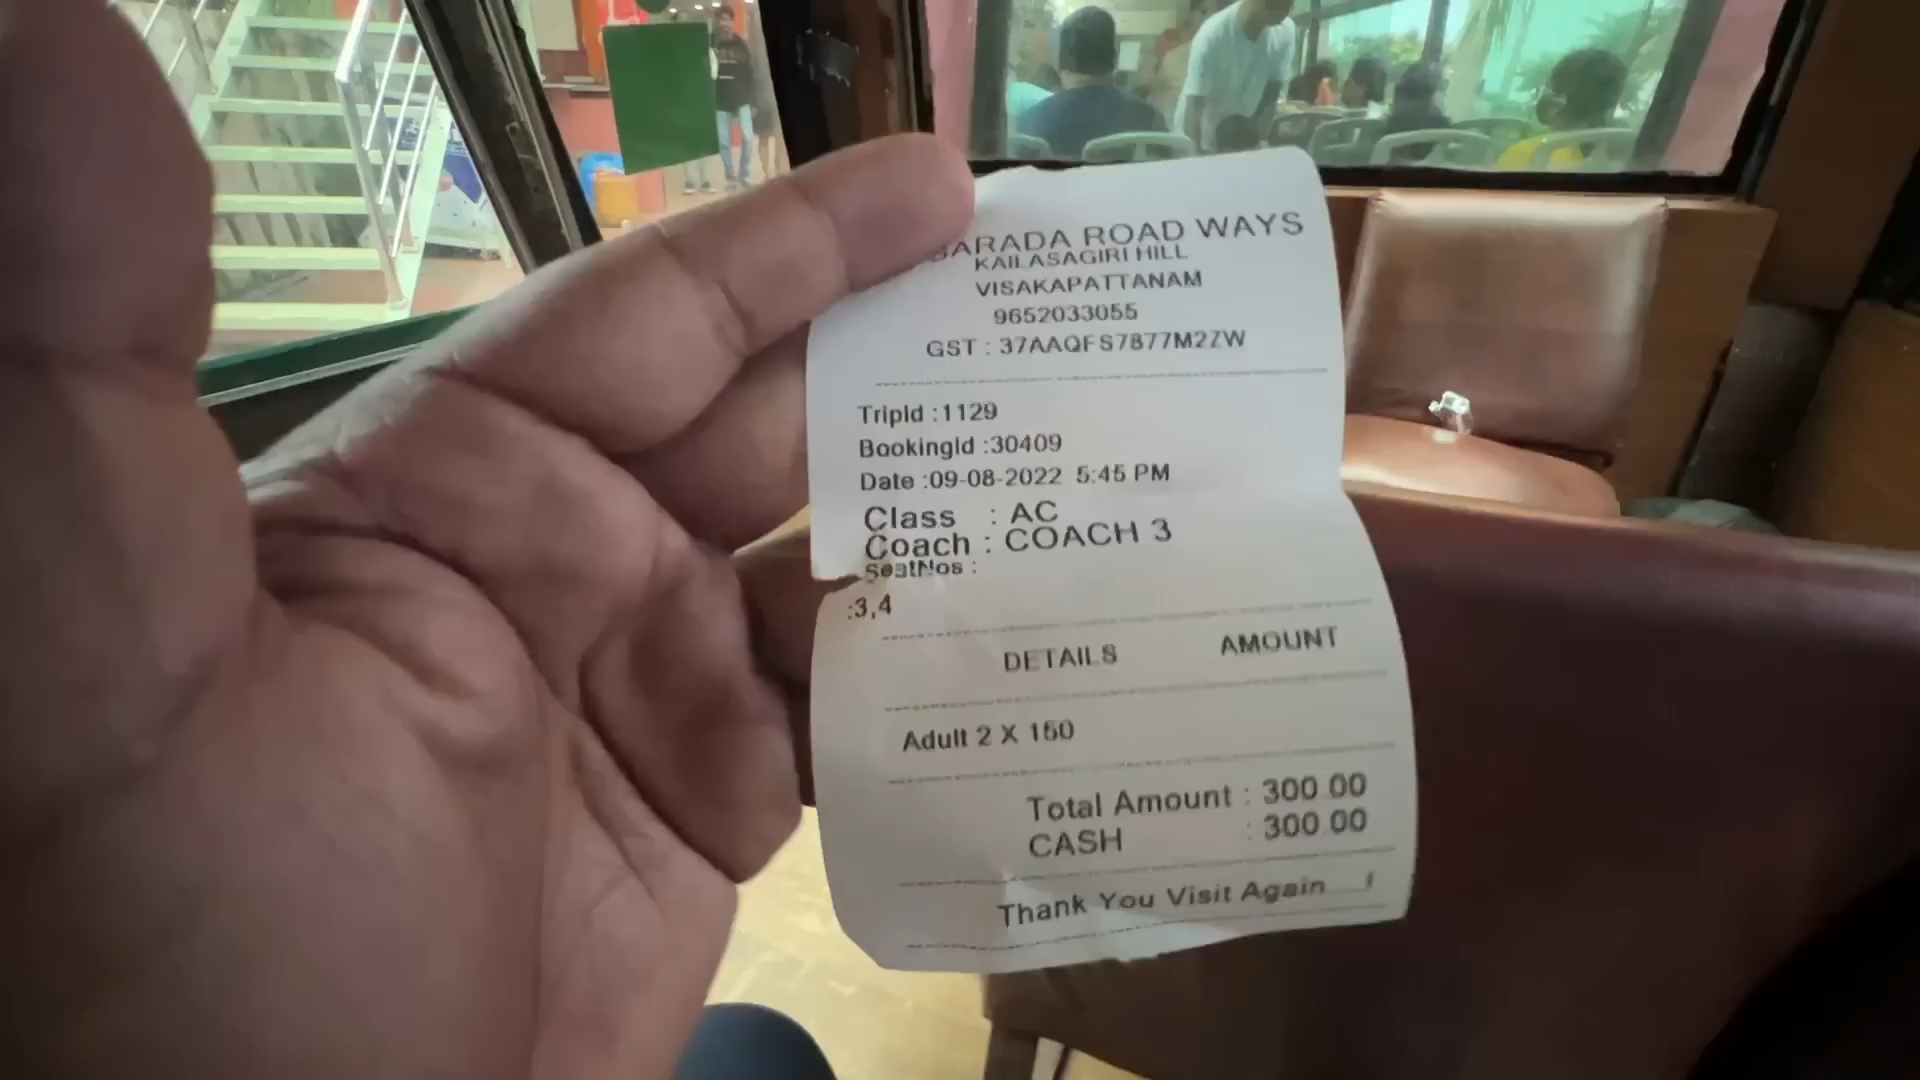 SARADA ROAD WAYS
KAILASAGIRI HILL
VISAKAPATTANAM
9652033055
GST : 37AAQFS7877M2ZW
TripId :1129
BookingId :30409
Date :09-08-2022 5:45 PM
Class : AC
Coach : COACH 3
SeatNos :
:3,4
DETAILS AMOUNT
Adult 2 X 150
Total Amount : 300.00
CASH : 300.00
Thank You Visit Again....!